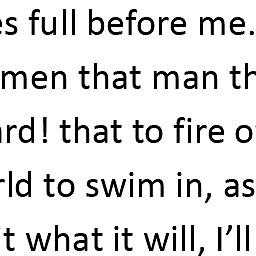 es full before me.
men that man th
ard! that to fire o
rld to swim in, as
't what it will, I’ll